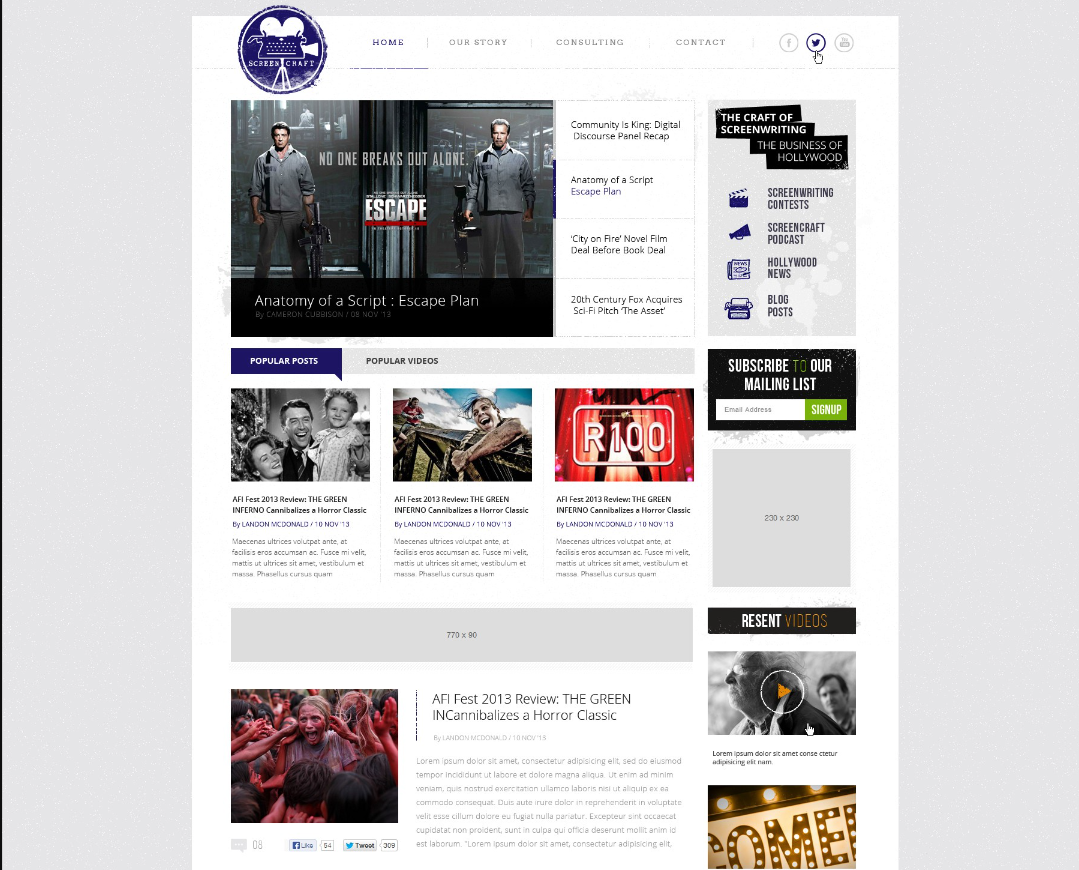 SCREEN CRAFT
HOME
OUR STORY
CONSULTING
CONTACT
f
You
NO ONE BREAKS OUT ALONE.
ESCAPE
Anatomy of a Script : Escape Plan
By CAMERON CUBBISON / 08 NOV '13
Community Is King: Digital
Discourse Panel Recap
Anatomy of a Script
Escape Plan
‘City on Fire’ Novel Film
Deal Before Book Deal
20th Century Fox Acquires
Sci-Fi Pitch ‘The Asset’
THE CRAFT OF
SCREENWRITING
THE BUSINESS OF
HOLLYWOOD
SCREENWRITING
CONTESTS
SCREENCRAFT
PODCAST
NEWS
HOLLYWOOD
NEWS
BLOG
POSTS
POPULAR POSTS
POPULAR VIDEOS
SUBSCRIBE TO OUR
MAILING LIST
Email Address
SIGNUP
R100
AFI Fest 2013 Review: THE GREEN
INFERNO Cannibalizes a Horror Classic
By LANDON MCDONALD / 10 NOV '13
Maecenas ultrices volutpat ante, at
facilisis eros accumsan ac. Fusce mi velit,
mattis ut ultrices sit amet, vestibulum et
massa. Phasellus cursus quam
AFI Fest 2013 Review: THE GREEN
INFERNO Cannibalizes a Horror Classic
By LANDON MCDONALD / 10 NOV '13
Maecenas ultrices volutpat ante, at
facilisis eros accumsan ac. Fusce mi velit,
mattis ut ultrices sit amet, vestibulum et
massa. Phasellus cursus quam
AFI Fest 2013 Review: THE GREEN
INFERNO Cannibalizes a Horror Classic
By LANDON MCDONALD / 10 NOV '13
Maecenas ultrices volutpat ante, at
facilisis eros accumsan ac. Fusce mi velit,
mattis ut ultrices sit amet, vestibulum et
massa. Phasellus cursus quam
230 x 230
770 x 90
RESENT VIDEOS
Lorem ipsum dolor sit amet conse ctetur
adipisicing elit nam.
COME
AFI Fest 2013 Review: THE GREEN
INCannibalizes a Horror Classic
By LANDON MCDONALD / 10 NOV '13
Lorem ipsum dolor sit amet, consectetur adipisicing elit, sed do eiusmod
tempor incididunt ut labore et dolore magna aliqua. Ut enim ad minim
veniam, quis nostrud exercitation ullamco laboris nisi ut aliquip ex ea
commodo consequat. Duis aute irure dolor in reprehenderit in voluptate
velit esse cillum dolore eu fugiat nulla pariatur. Excepteur sint occaecat
cupidatat non proident, sunt in culpa qui officia deserunt mollit anim id
est laborum. "Lorem ipsum dolor sit amet, consectetur adipisicing elit,
08
Like
54
Tweet
309